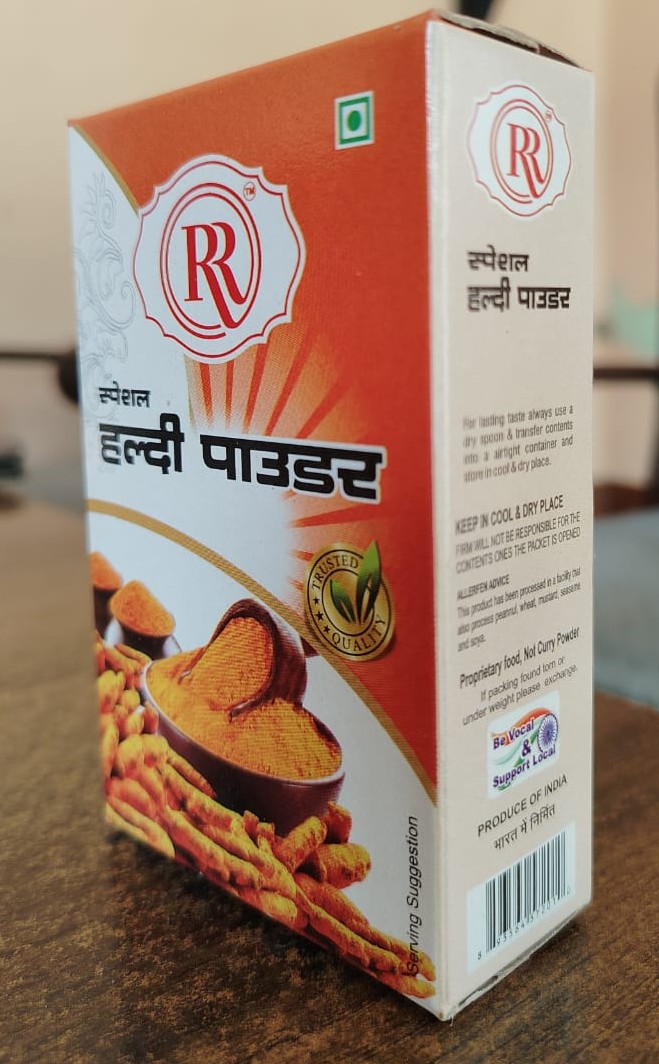 RR
TM
स्पेशल
हल्दी पाउडर
TRUSTED
QUALITY
Serving Suggestion
RR
स्पेशल
हल्दी पाउडर
For lasting taste always use a
dry spoon & transfer contents
into a airtight container and
store in cool & dry place.
KEEP IN COOL & DRY PLACE
FIRM WILL NOT BE RESPONSIBLE FOR THE
CONTENTS ONES THE PACKET IS OPENED
ALLERFEN ADVICE
This product has been processed in a facility that
also process peannut, wheat, mustard, seasame
and soya.
Proprietary food, Not Curry Powder
If packing found torn or
under weight please exchange.
Be Vocal
&
Support Local
PRODUCE OF INDIA
भारत में निर्मित